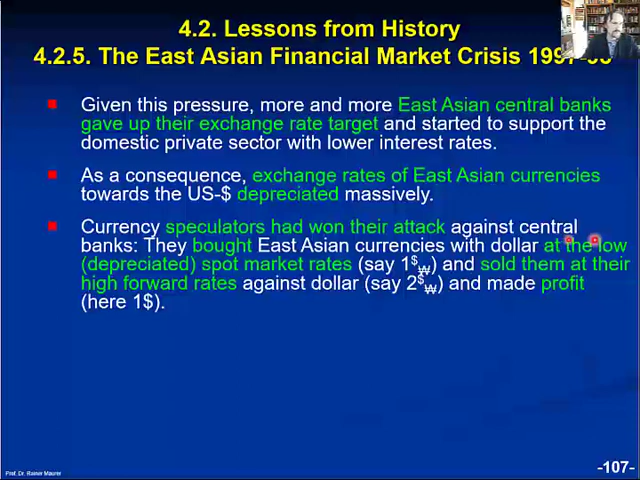 4.2. Lessons from History
4.2.5. The East Asian Financial Market Crisis 1997-98
Given this pressure, more and more East Asian central banks
gave up their exchange rate target and started to support the
domestic private sector with lower interest rates.
As a consequence, exchange rates of East Asian currencies
towards the US-$ depreciated massively.
Currency speculators had won their attack against central
banks: They bought East Asian currencies with dollar at the low
(depreciated) spot market rates (say 1$₩) and sold them at their
high forward rates against dollar (say 2$₩) and made profit
(here 1$).
Prof. Dr. Rainer Maurer
-107-